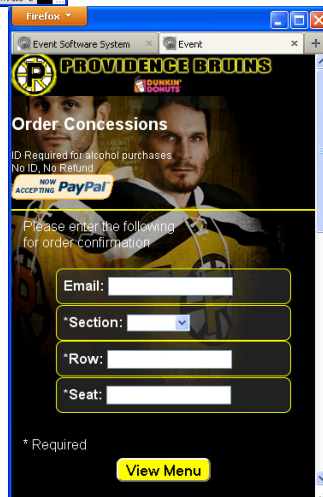 Firefox
Event Software System
Event
PROVIDENCE BRUINS
DUNKIN'
DONUTS
Order Concessions
ID Required for alcohol purchases
No ID, No Refund
NOW
ACCEPTING PayPal
Please enter the following
for order confirmation
Email:
*Section:
*Row:
*Seat:
* Required
View Menu